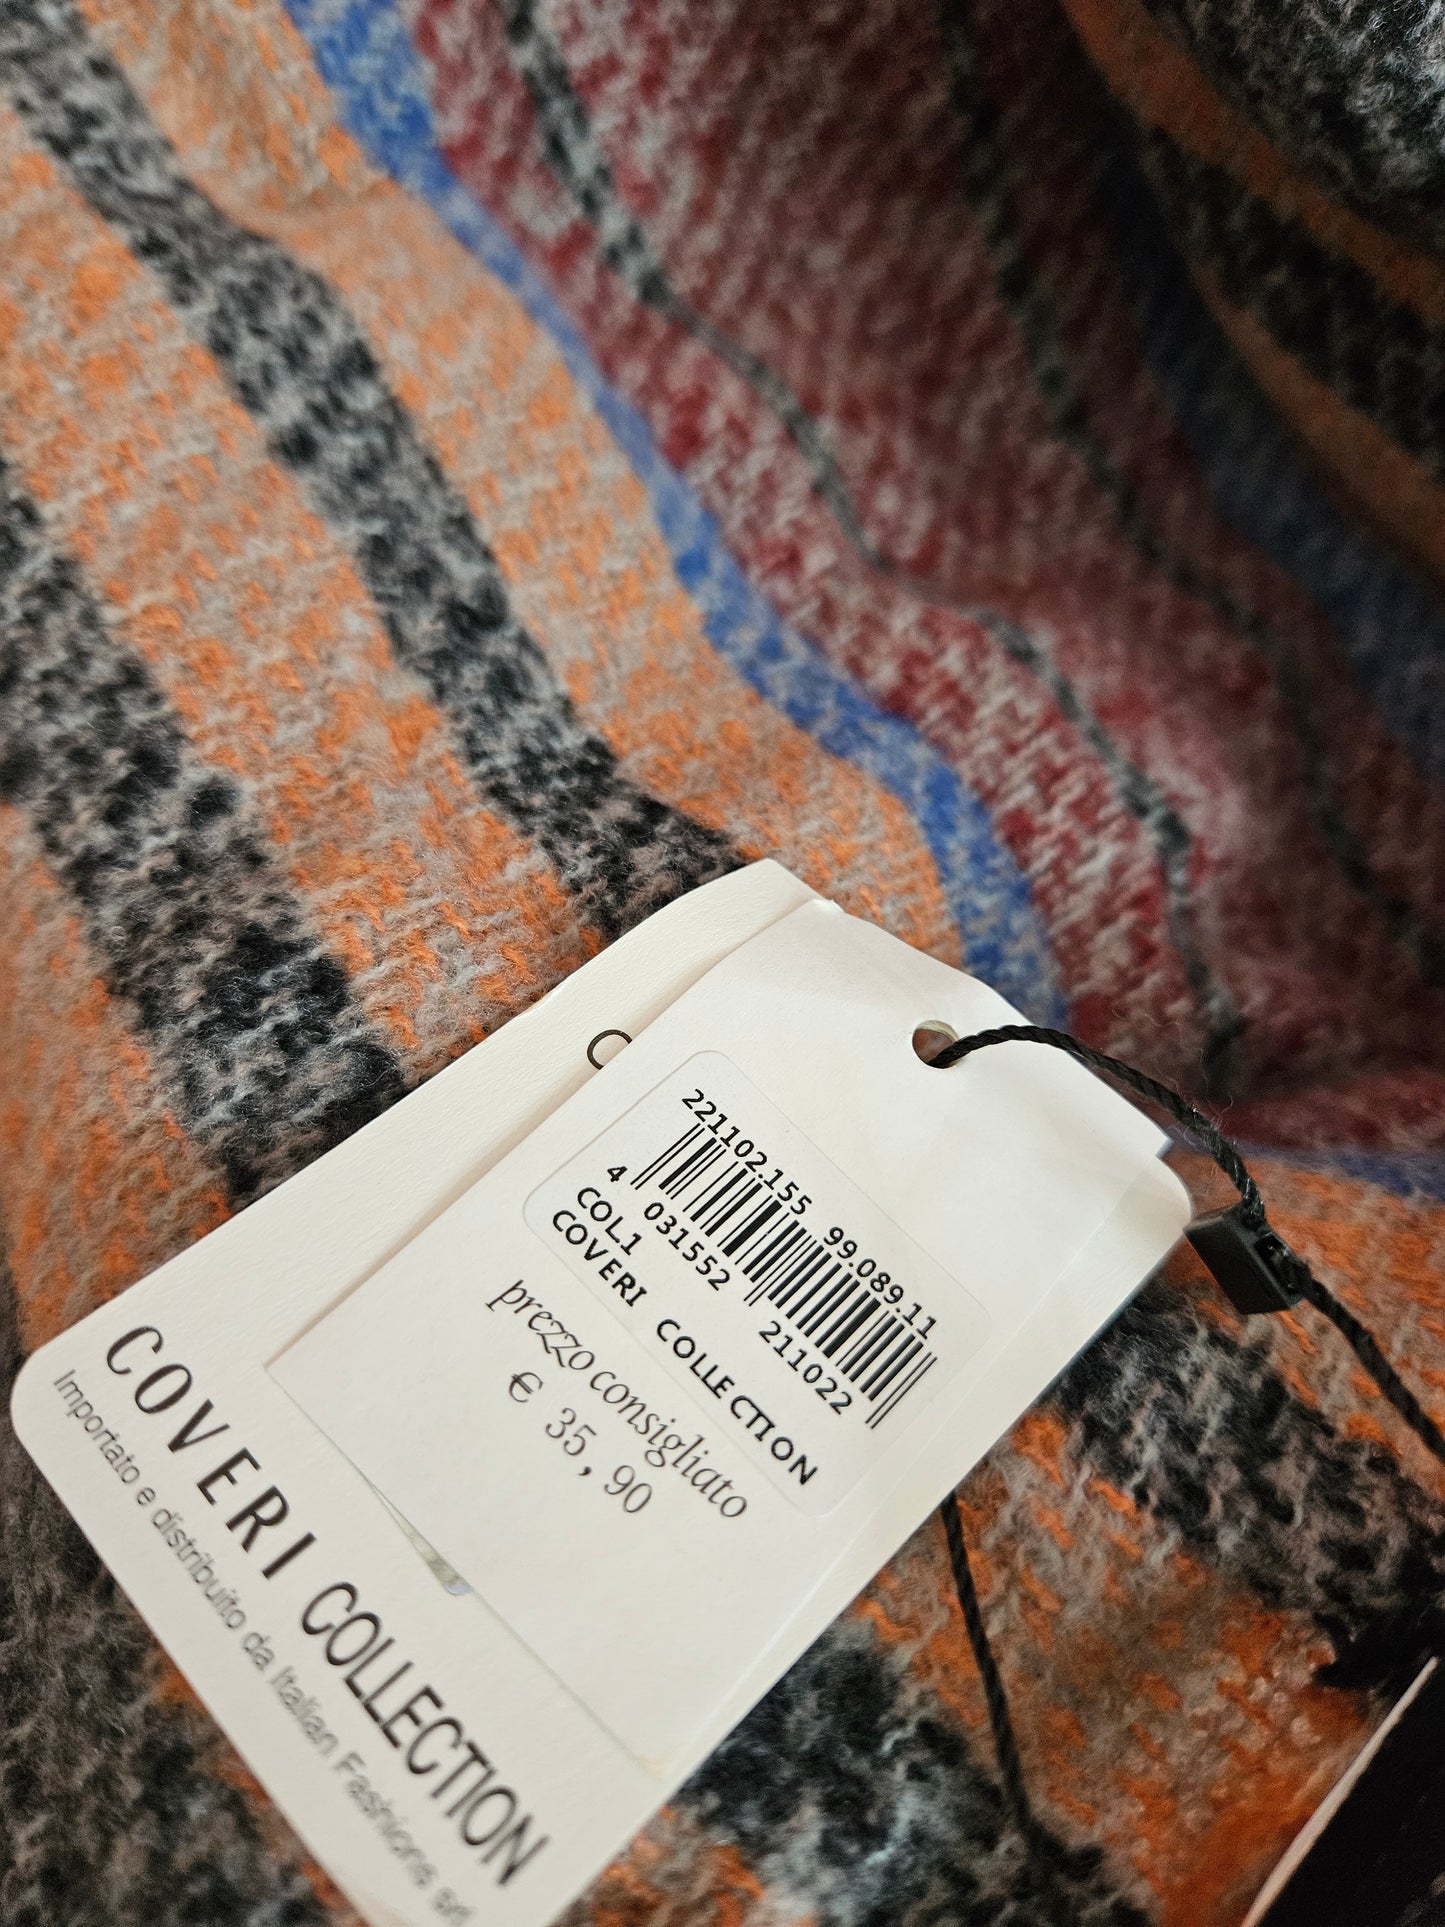 C
221102.155 99.089.11
4 031552 211022
COL1
COVERI COLLECTION
prezzo consigliato
€ 35,90
COVERI COLLECTION
Importato e distribuito da Italian Fashions srl